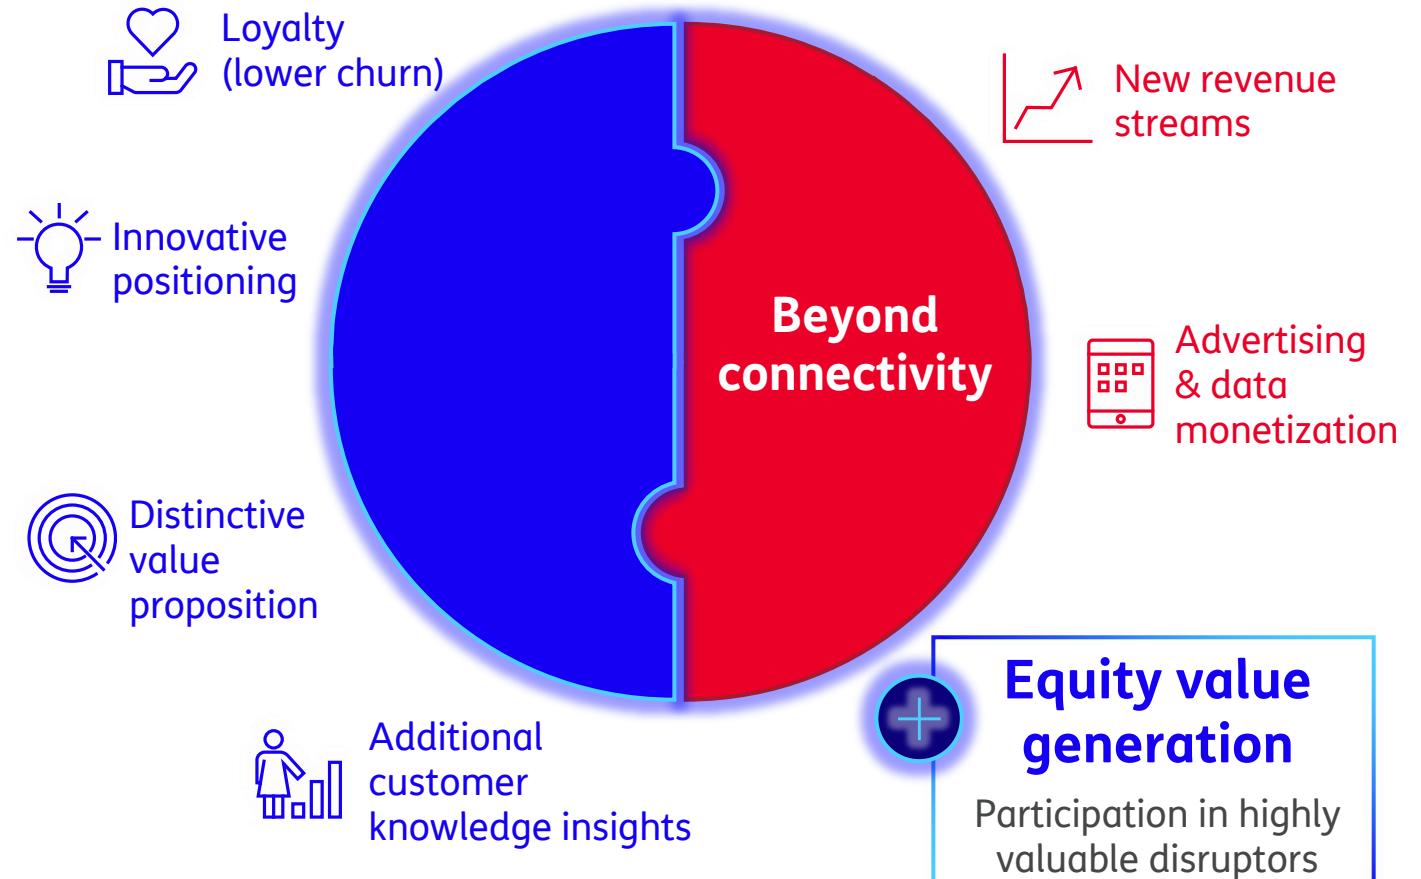 Loyalty
(lower churn)
Innovative
positioning
Distinctive
value
proposition
Additional
customer
knowledge insights
Beyond
connectivity
New revenue
streams
Advertising
& data
monetization
Equity value
generation
Participation in highly
valuable disruptors